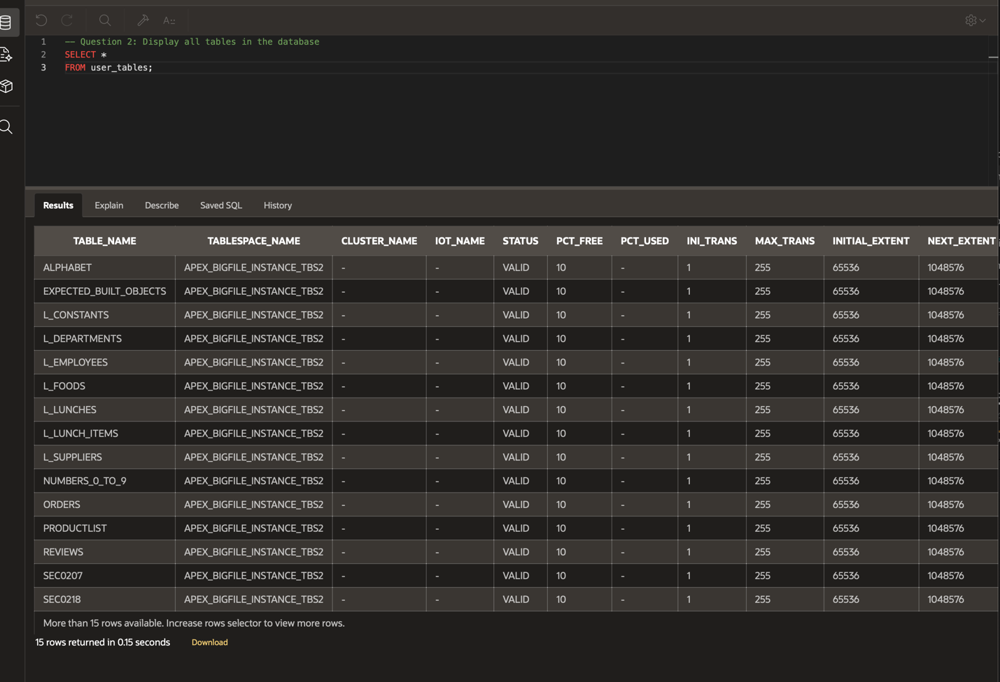 A::
1 -- Question 2: Display all tables in the database
2 SELECT *
3 FROM user_tables;
Results Explain Describe Saved SQL History
TABLE_NAME TABLESPACE_NAME CLUSTER_NAME IOT_NAME STATUS PCT_FREE PCT_USED INI_TRANS MAX_TRANS INITIAL_EXTENT NEXT_EXTENT
ALPHABET APEX_BIGFILE_INSTANCE_TBS2 - - VALID 10 - 1 255 65536 1048576
EXPECTED_BUILT_OBJECTS APEX_BIGFILE_INSTANCE_TBS2 - - VALID 10 - 1 255 65536 1048576
L_CONSTANTS APEX_BIGFILE_INSTANCE_TBS2 - - VALID 10 - 1 255 65536 1048576
L_DEPARTMENTS APEX_BIGFILE_INSTANCE_TBS2 - - VALID 10 - 1 255 65536 1048576
L_EMPLOYEES APEX_BIGFILE_INSTANCE_TBS2 - - VALID 10 - 1 255 65536 1048576
L_FOODS APEX_BIGFILE_INSTANCE_TBS2 - - VALID 10 - 1 255 65536 1048576
L_LUNCHES APEX_BIGFILE_INSTANCE_TBS2 - - VALID 10 - 1 255 65536 1048576
L_LUNCH_ITEMS APEX_BIGFILE_INSTANCE_TBS2 - - VALID 10 - 1 255 65536 1048576
L_SUPPLIERS APEX_BIGFILE_INSTANCE_TBS2 - - VALID 10 - 1 255 65536 1048576
NUMBERS_0_TO_9 APEX_BIGFILE_INSTANCE_TBS2 - - VALID 10 - 1 255 65536 1048576
ORDERS APEX_BIGFILE_INSTANCE_TBS2 - - VALID 10 - 1 255 65536 1048576
PRODUCTLIST APEX_BIGFILE_INSTANCE_TBS2 - - VALID 10 - 1 255 65536 1048576
REVIEWS APEX_BIGFILE_INSTANCE_TBS2 - - VALID 10 - 1 255 65536 1048576
SEC0207 APEX_BIGFILE_INSTANCE_TBS2 - - VALID 10 - 1 255 65536 1048576
SEC0218 APEX_BIGFILE_INSTANCE_TBS2 - - VALID 10 - 1 255 65536 1048576
More than 15 rows available. Increase rows selector to view more rows.
15 rows returned in 0.15 seconds Download